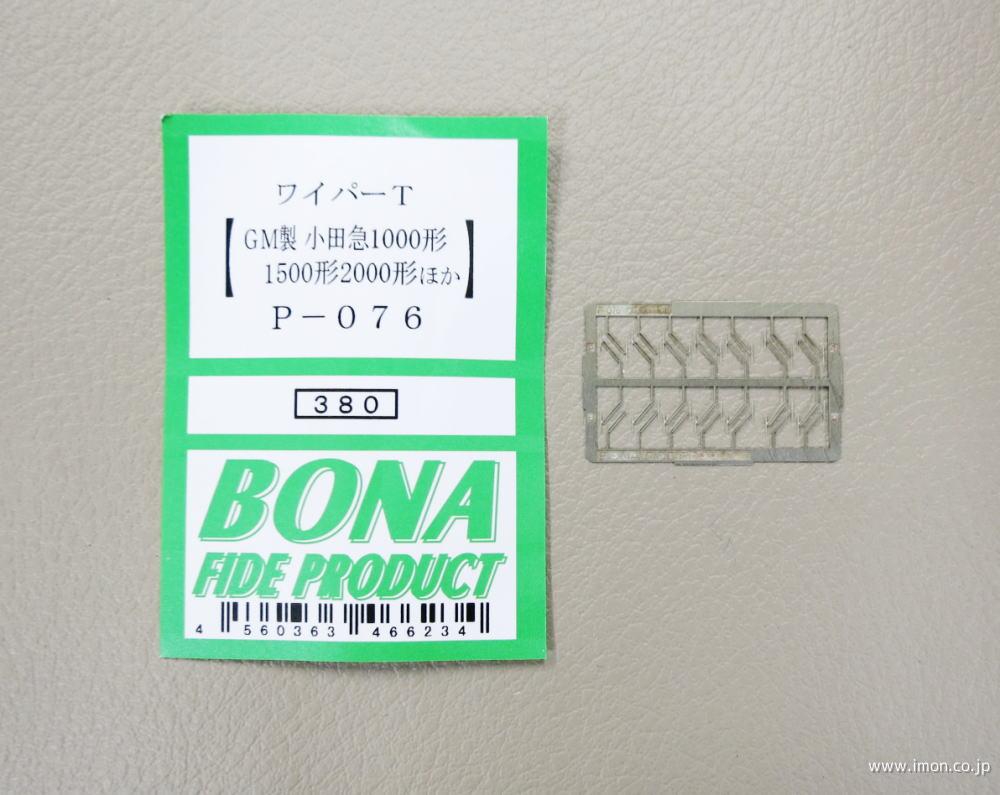 ワイパーT
【GM製 小田急1000形
1500形2000形ほか】
P－076
380
BONA
FIDE PRODUCT
4 560363 466234
www.imon.co.jp